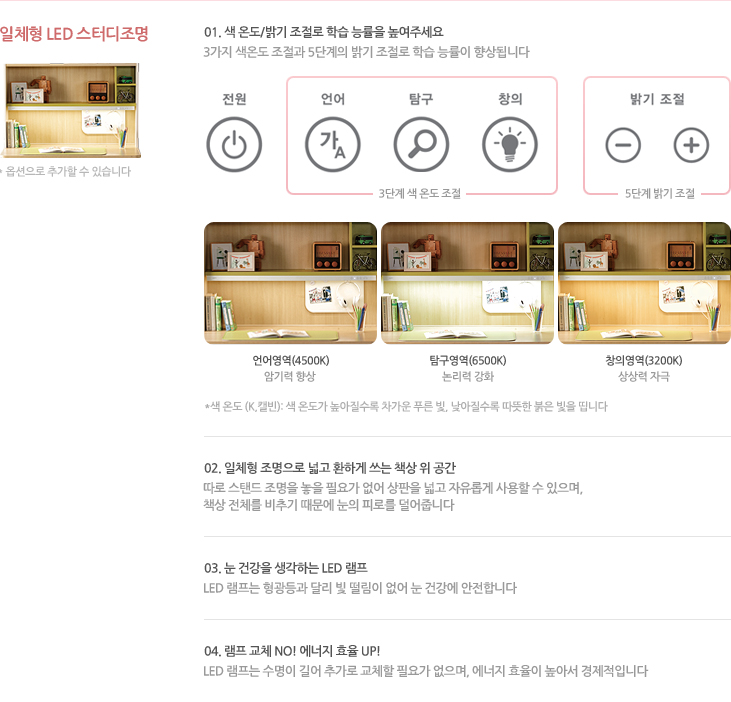 일체형 LED 스터디조명
* 옵션으로 추가할 수 있습니다
01. 색 온도/밝기 조절로 학습 능률을 높여주세요
3가지 색온도 조절과 5단계의 밝기 조절로 학습 능률이 향상됩니다
전원
언어
탐구
창의
밝기 조절
가A
3단계 색 온도 조절
5단계 밝기 조절
언어영역(4500K)
암기력 향상
탐구영역(6500K)
논리력 강화
창의영역(3200K)
상상력 자극
*색 온도 (K,캘빈): 색 온도가 높아질수록 차가운 푸른 빛, 낮아질수록 따뜻한 붉은 빛을 띕니다
02. 일체형 조명으로 넓고 환하게 쓰는 책상 위 공간
따로 스탠드 조명을 놓을 필요가 없어 상판을 넓고 자유롭게 사용할 수 있으며,
책상 전체를 비추기 때문에 눈의 피로를 덜어줍니다
03. 눈 건강을 생각하는 LED 램프
LED 램프는 형광등과 달리 빛 떨림이 없어 눈 건강에 안전합니다
04. 램프 교체 NO! 에너지 효율 UP!
LED 램프는 수명이 길어 추가로 교체할 필요가 없으며, 에너지 효율이 높아서 경제적입니다